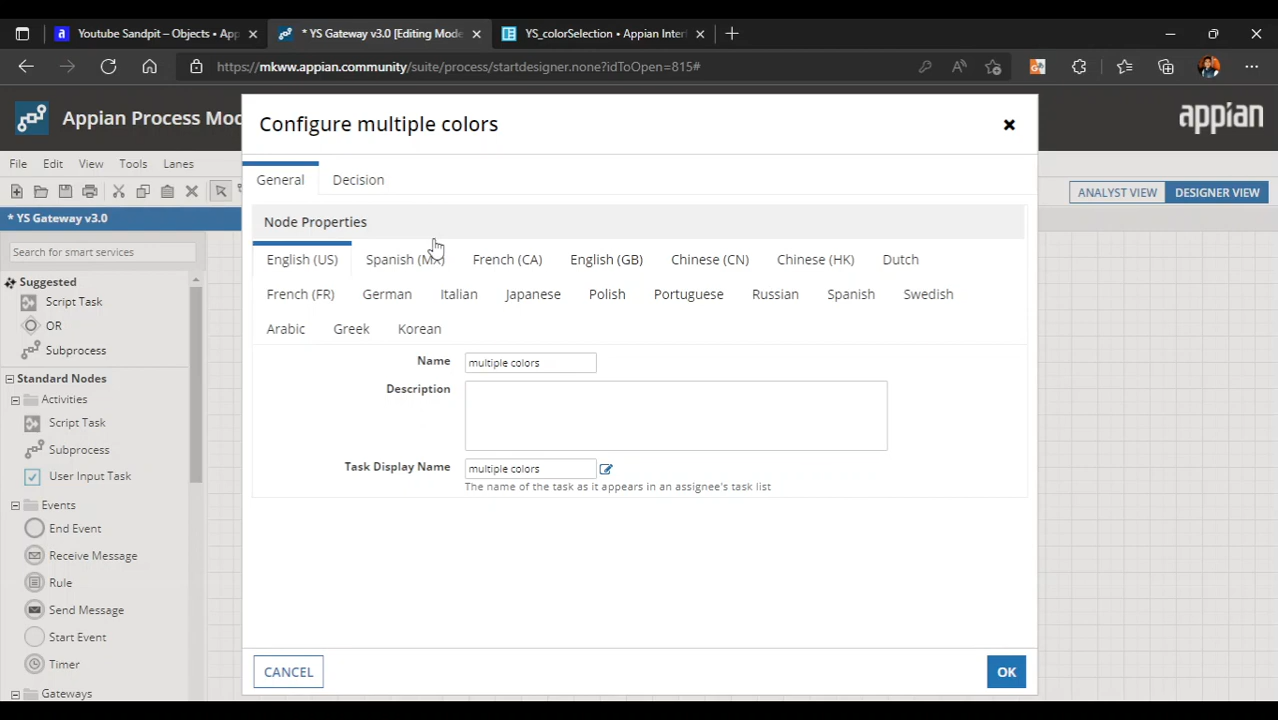 Youtube Sandpit – Objects • App
* YS Gateway v3.0 [Editing Mode
YS_colorSelection • Appian Inter
https://mkww.appian.community/suite/process/startdesigner.none?idToOpen=815#
Appian Process Mod
appian
Configure multiple colors
File Edit View Tools Lanes
General Decision
ANALYST VIEW DESIGNER VIEW
* YS Gateway v3.0
Node Properties
Search for smart services
English (US) Spanish (MX) French (CA) English (GB) Chinese (CN) Chinese (HK) Dutch
French (FR) German Italian Japanese Polish Portuguese Russian Spanish Swedish
Arabic Greek Korean
Suggested
Script Task
OR
Subprocess
Standard Nodes
Activities
Script Task
Subprocess
User Input Task
Events
End Event
Receive Message
Rule
Send Message
Start Event
Timer
Gateways
Name multiple colors
Description
Task Display Name multiple colors
The name of the task as it appears in an assignee's task list
CANCEL OK